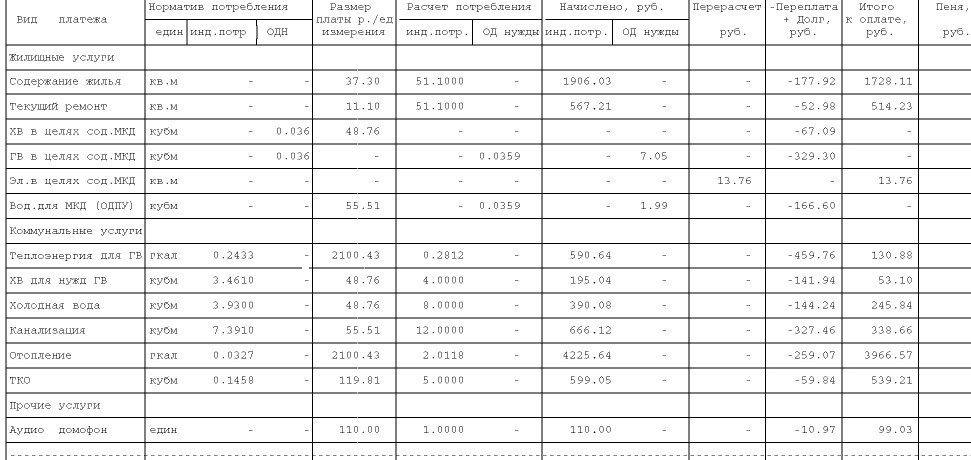 Вид платежа Норматив потребления Размер Расчет потребления Начислено, руб. Перерасчет -Переплата Итого Пеня,
платы р./ед + Долг, к оплате,
един инд.потр ОДН измерения инд.потр. ОД нужды инд.потр. ОД нужды руб. руб. руб. руб.
Жилищные услуги
Содержание жилья кв.м - - 37.30 51.1000 - 1906.03 - - -177.92 1728.11
Текущий ремонт кв.м - - 11.10 51.1000 - 567.21 - - -52.98 514.23
ХВ в целях сод.МКД кубм - 0.036 48.76 - - - - - -67.09 -
ГВ в целях сод.МКД кубм - 0.036 - - 0.0359 - 7.05 - -329.30 -
Эл.в целях сод.МКД кв.м - - - - - - - 13.76 - 13.76
Вод.для МКД (ОДПУ) кубм - - 55.51 - 0.0359 - 1.99 - -166.60 -
Коммунальные услуги
Теплоэнергия для ГВ гкал 0.2433 - 2100.43 0.2812 - 590.64 - - -459.76 130.88
ХВ для нужд ГВ кубм 3.4610 - 48.76 4.0000 - 195.04 - - -141.94 53.10
Холодная вода кубм 3.9300 - 48.76 8.0000 - 390.08 - - -144.24 245.84
Канализация кубм 7.3910 - 55.51 12.0000 - 666.12 - - -327.46 338.66
Отопление гкал 0.0327 - 2100.43 2.0118 - 4225.64 - - -259.07 3966.57
ТКО кубм 0.1458 - 119.81 5.0000 - 599.05 - - -59.84 539.21
Прочие услуги
Аудио домофон един - - 110.00 1.0000 - 110.00 - - -10.97 99.03